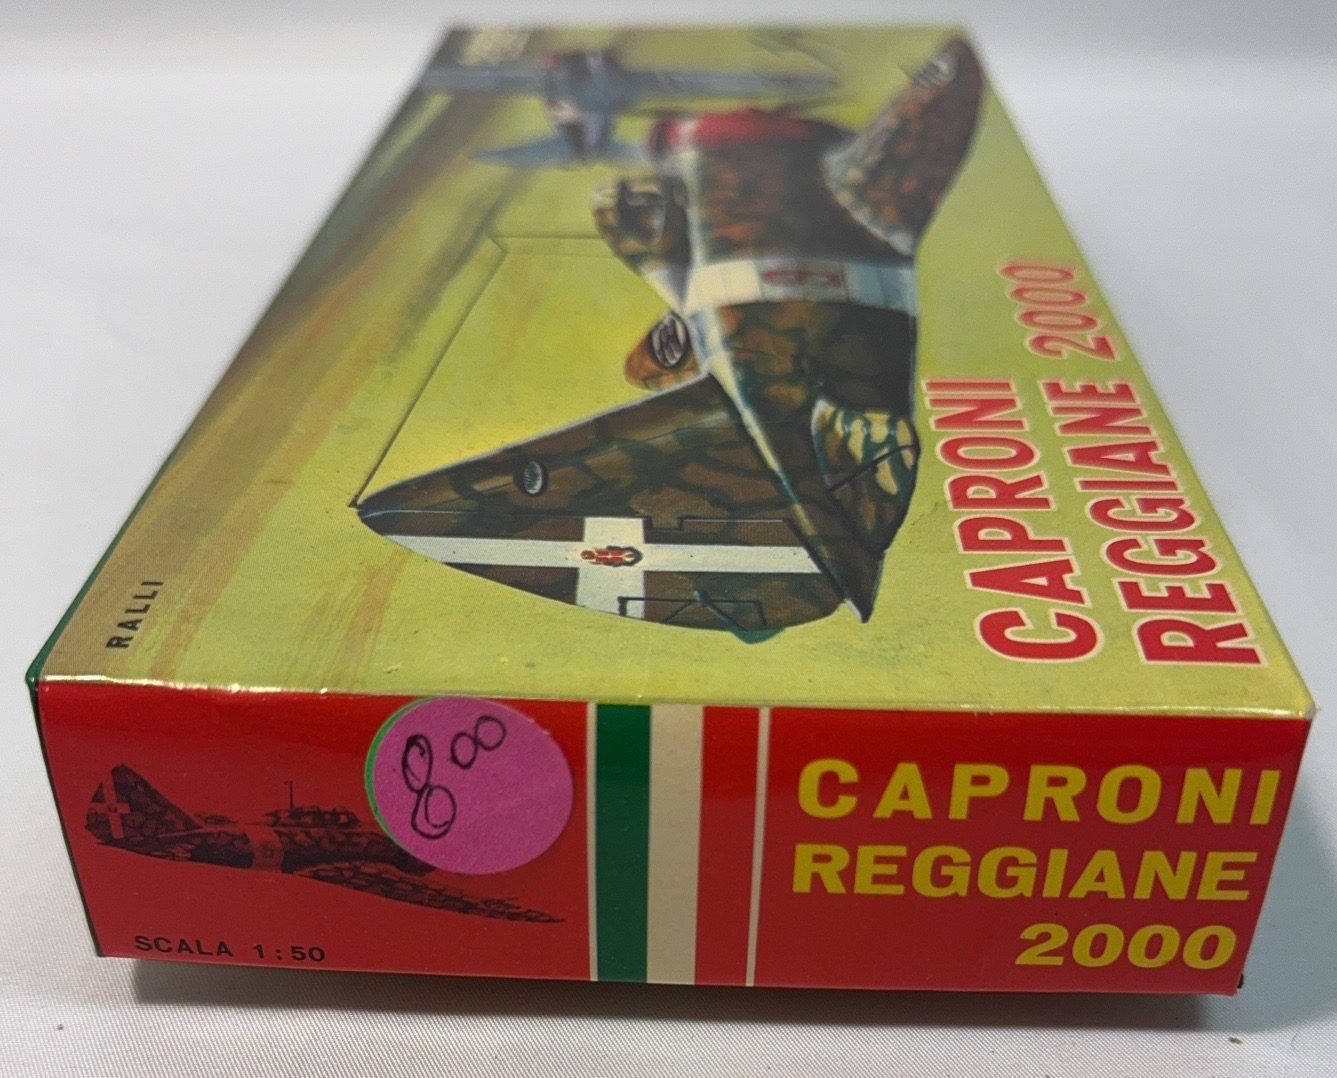 CAPRONI
REGGIANE 2000
RALLI
8 00
SCALA 1:50
CAPRONI
REGGIANE
2000